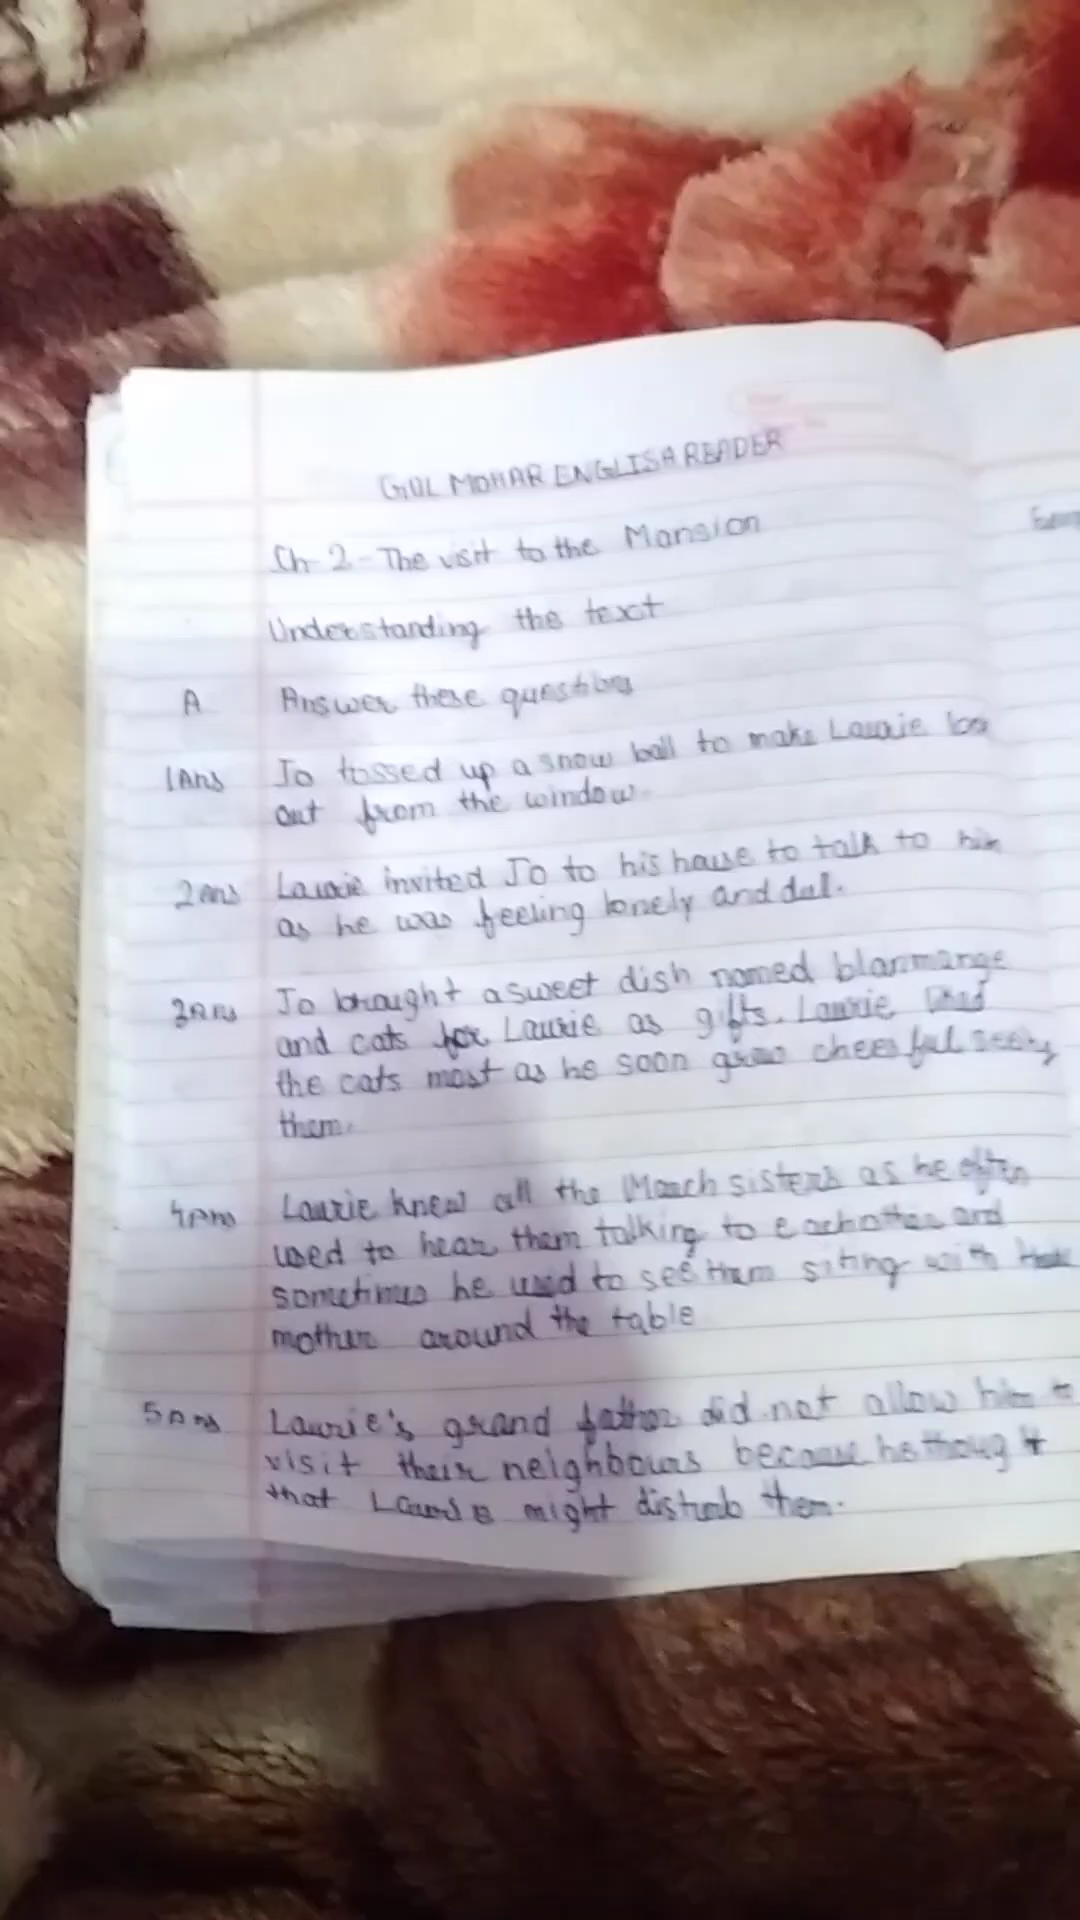 GUL MOHAR ENGLISH READER
Ch-2-The visit to the Mansion
Understanding the text
A Answer these questions
1Ans Jo tossed up a snow ball to make Laurie
out from the window.
2ans Laurie invited Jo to his house to talk to him
as he was feeling lonely and dul.
3Ans Jo brought a sweet dish named blanmange
and cats for Laurie as gifts. Laurie liked
the cats most as he soon grow cheerful seeing
them.
4Ans Laurie knew all the March sisters as he often
used to hear them talking to each other and
sometimes he used to see them siting with
mother around the table
5Ans Laurie's grand father did not allow him to
visit their neighbours because he
that Laurie might disturb them.